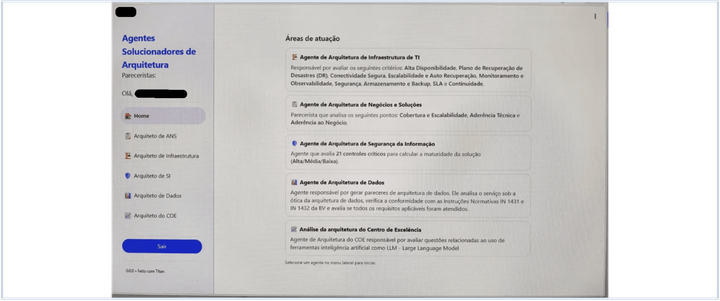 Agentes
Solucionadores de
Arquitetura
Pareceristas:
Olá,
Home
Arquiteto de ANS
Arquiteto de Infraestrutura
Arquiteto de SI
Arquiteto de Dados
Arquiteto do COE
Sair
Áreas de atuação
Agente de Arquitetura de Infraestrutura de TI
Responsável por avaliar os seguintes critérios: Alta Disponibilidade, Plano de Recuperação de
Desastres (DR), Conectividade Segura, Escalabilidade e Auto Recuperação, Monitoramento e
Observabilidade, Segurança, Armazenamento e Backup, SLA e Continuidade.
Agente de Arquitetura de Negócios e Soluções
Parecerista que analisa os seguintes pontos: Cobertura e Escalabilidade, Aderência Técnica e
Aderência ao Negócio.
Agente de Arquitetura de Segurança da Informação
Agente que avalia 21 controles críticos para calcular a maturidade da solução
(Alta/Média/Baixa).
Agente de Arquitetura de Dados
Agente responsável por gerar pareceres de arquitetura de dados. Ele analisa o serviço sob a
ótica da arquitetura de dados, verifica a conformidade com as Instruções Normativas IN 1431 e
IN 1432 da BV e avalia se todos os requisitos aplicáveis foram atendidos.
Análise da arquitetura do Centro de Excelência
Agente de Arquitetura do COE responsável por avaliar questões relacionadas ao uso de
ferramentas inteligência artificial como LLM - Large Language Model
Selecione um agente no menu lateral para iniciar.